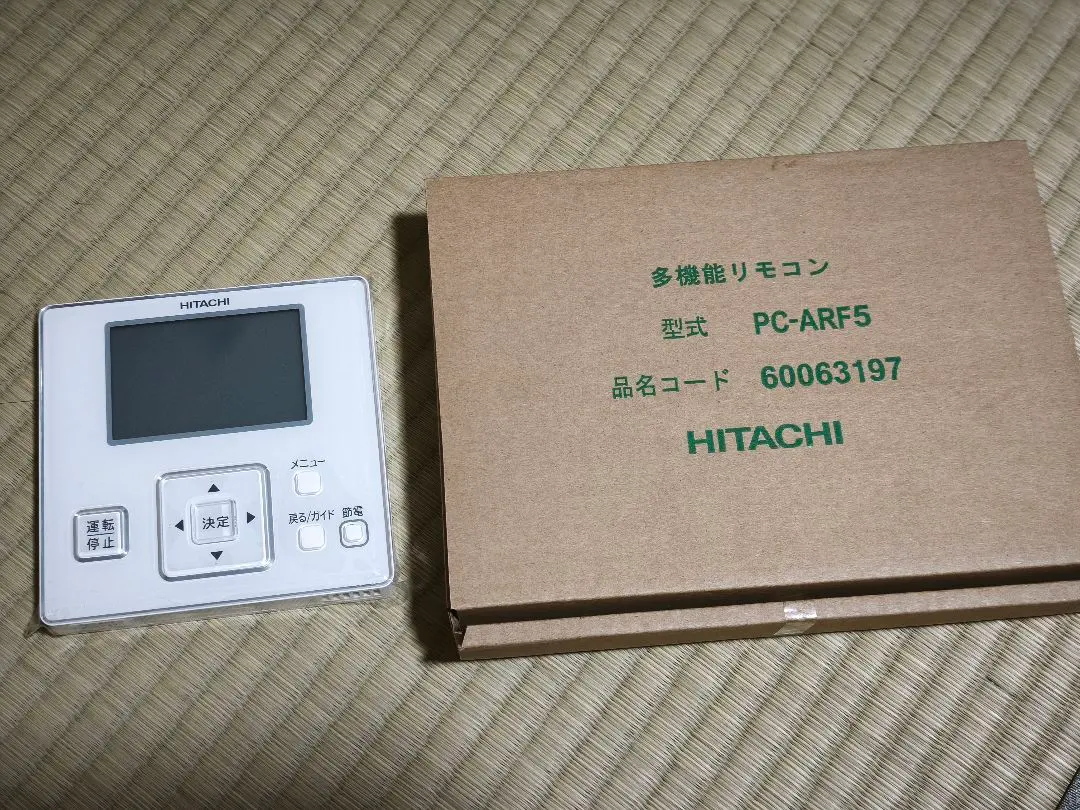 HITACHI
メニュー
運転
停止
決定
戻る/ガイド
節電
多機能リモコン
型式 PC-ARF5
品名コード 60063197
HITACHI